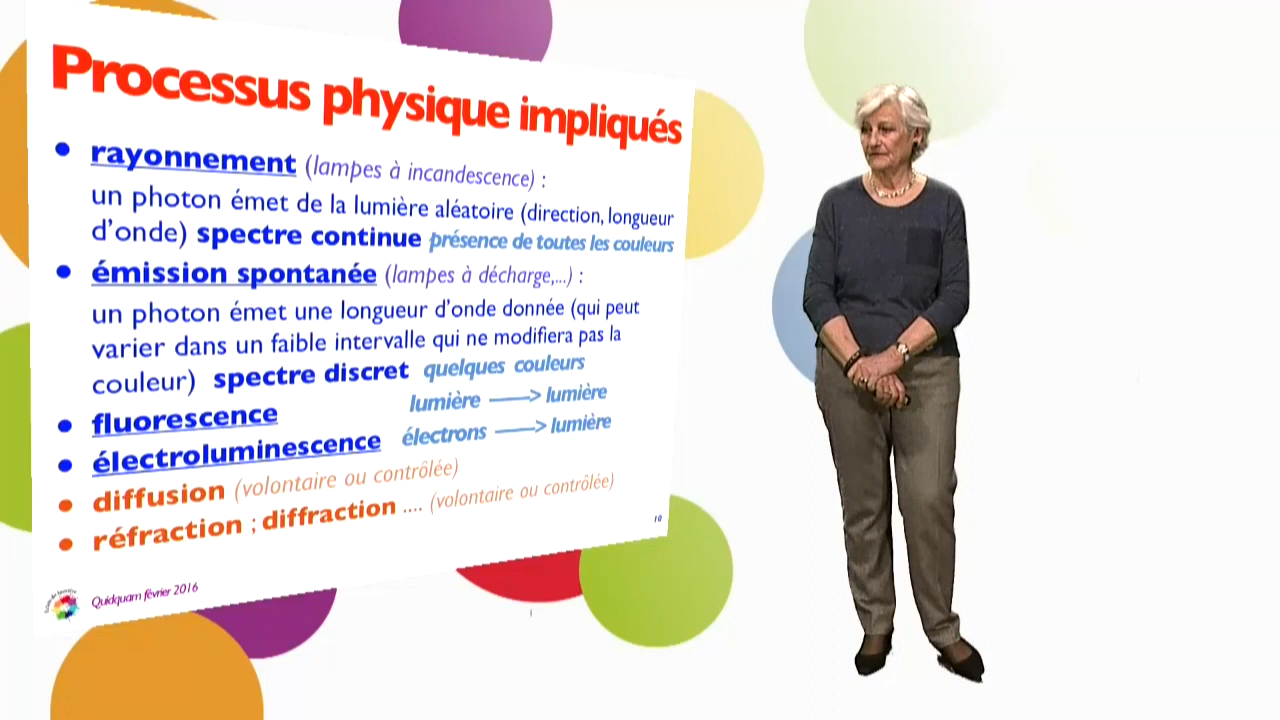 Processus physique impliqués
• rayonnement (lampes à incandescence) :
un photon émet de la lumière aléatoire (direction, longueur
d'onde) spectre continue présence de toutes les couleurs
• émission spontanée (lampes à décharge,...) :
un photon émet une longueur d'onde donnée (qui peut
varier dans un faible intervalle qui ne modifiera pas la
couleur) spectre discret quelques couleurs
• fluorescence lumière ——> lumière
• électroluminescence électrons ——> lumière
• diffusion (volontaire ou contrôlée)
• réfraction ; diffraction .... (volontaire ou contrôlée)
10
Quidquam février 2016